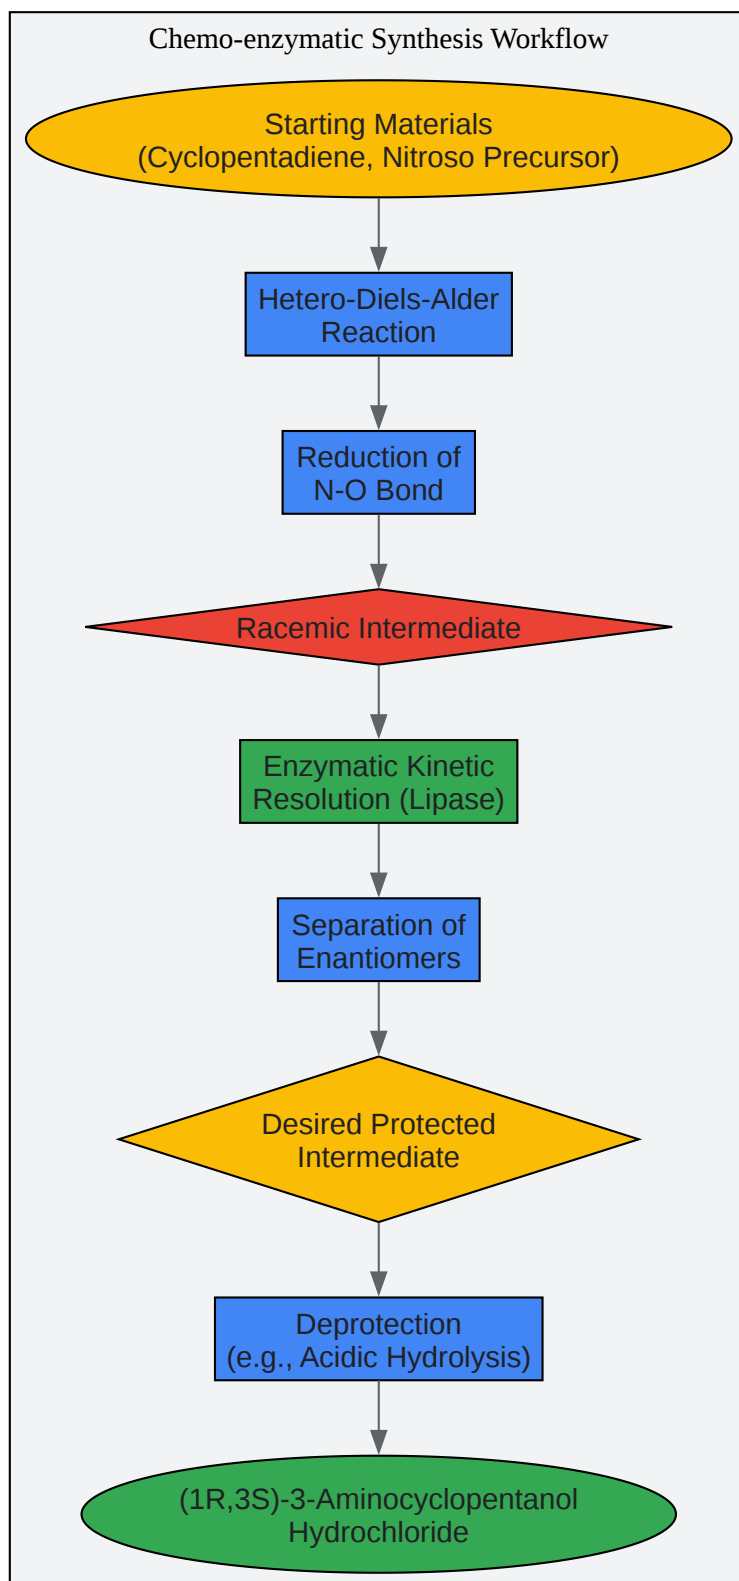 Chemo-enzymatic Synthesis Workflow
Starting Materials
(Cyclopentadiene, Nitroso Precursor)
Hetero-Diels-Alder
Reaction
Reduction of
N-O Bond
Racemic Intermediate
Enzymatic Kinetic
Resolution (Lipase)
Separation of
Enantiomers
Desired Protected
Intermediate
Deprotection
(e.g., Acidic Hydrolysis)
(1R,3S)-3-Aminocyclopentanol
Hydrochloride